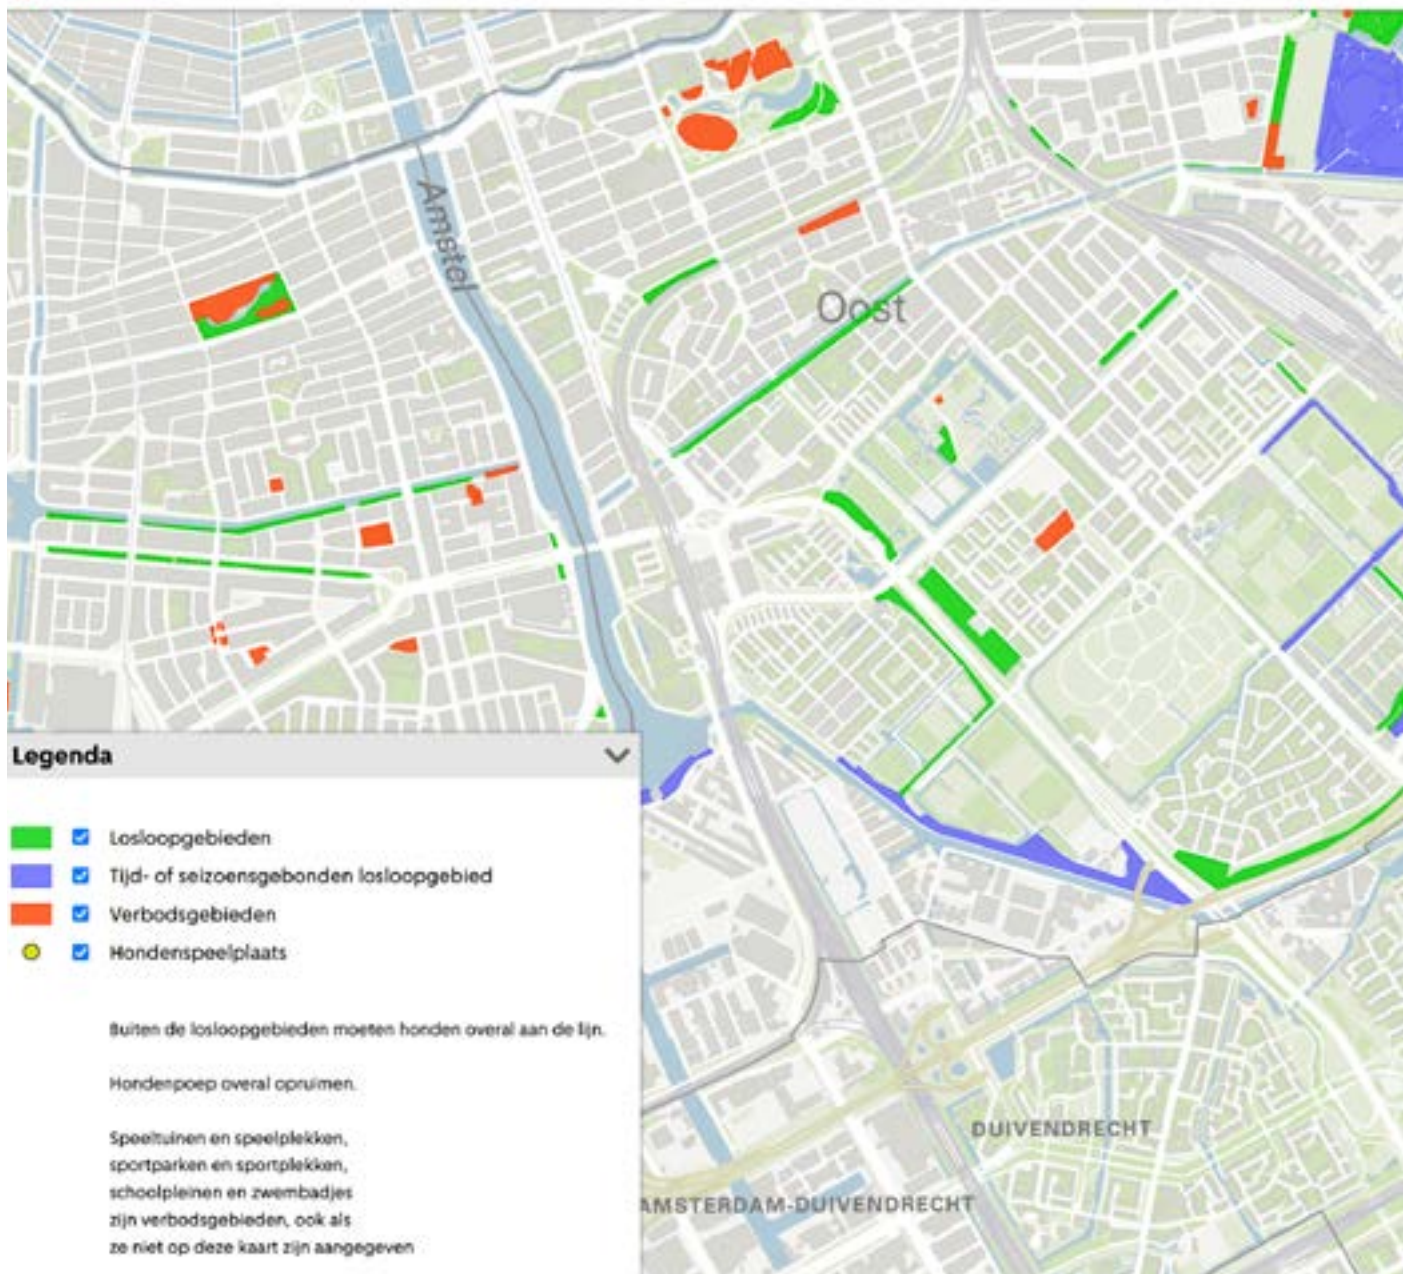 Amstel
Oost
Legenda
Losloopgebieden
Tijd- of seizoensgebonden losloopgebied
Verbodsgebieden
Hondenspeelplaats
Buiten de losloopgebieden moeten honden overal aan de lijn.
Hondenpoep overal opruimen.
Speeltuinen en speelplekken,
sportparken en sportplekken,
schoolpleinen en zwembadjes
zijn verbodsgebieden, ook als
ze niet op deze kaart zijn aangegeven
DUIVENDRECHT
AMSTERDAM-DUIVENDRECHT